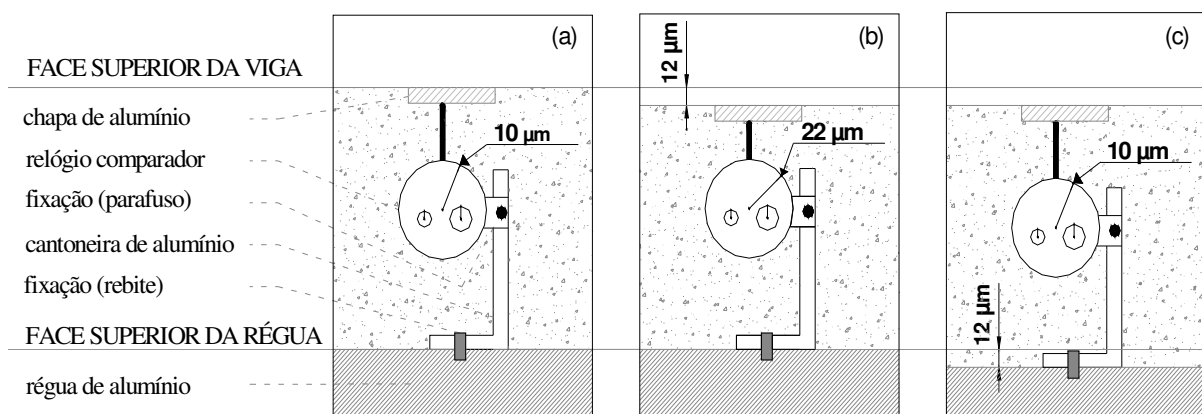 (a)
(b)
(c)
FACE SUPERIOR DA VIGA
12 µm
chapa de alumínio
10 µm
22 µm
relógio comparador
10 µm
fixação (parafuso)
cantoneira de alumínio
fixação (rebite)
12 µm
FACE SUPERIOR DA RÉGUA
régua de alumínio